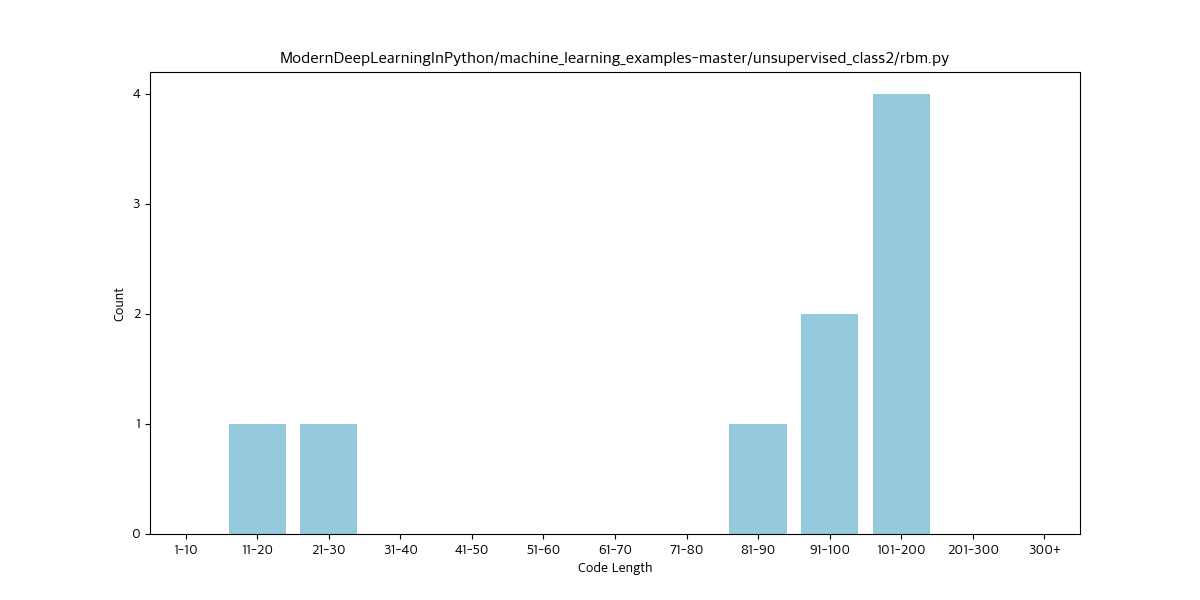 ModernDeepLearningInPython/machine_learning_examples-master/unsupervised_class2/rbm.py
4
3
2
1
0
Count
1-10 11-20 21-30 31-40 41-50 51-60 61-70 71-80 81-90 91-100 101-200 201-300 300+
Code Length